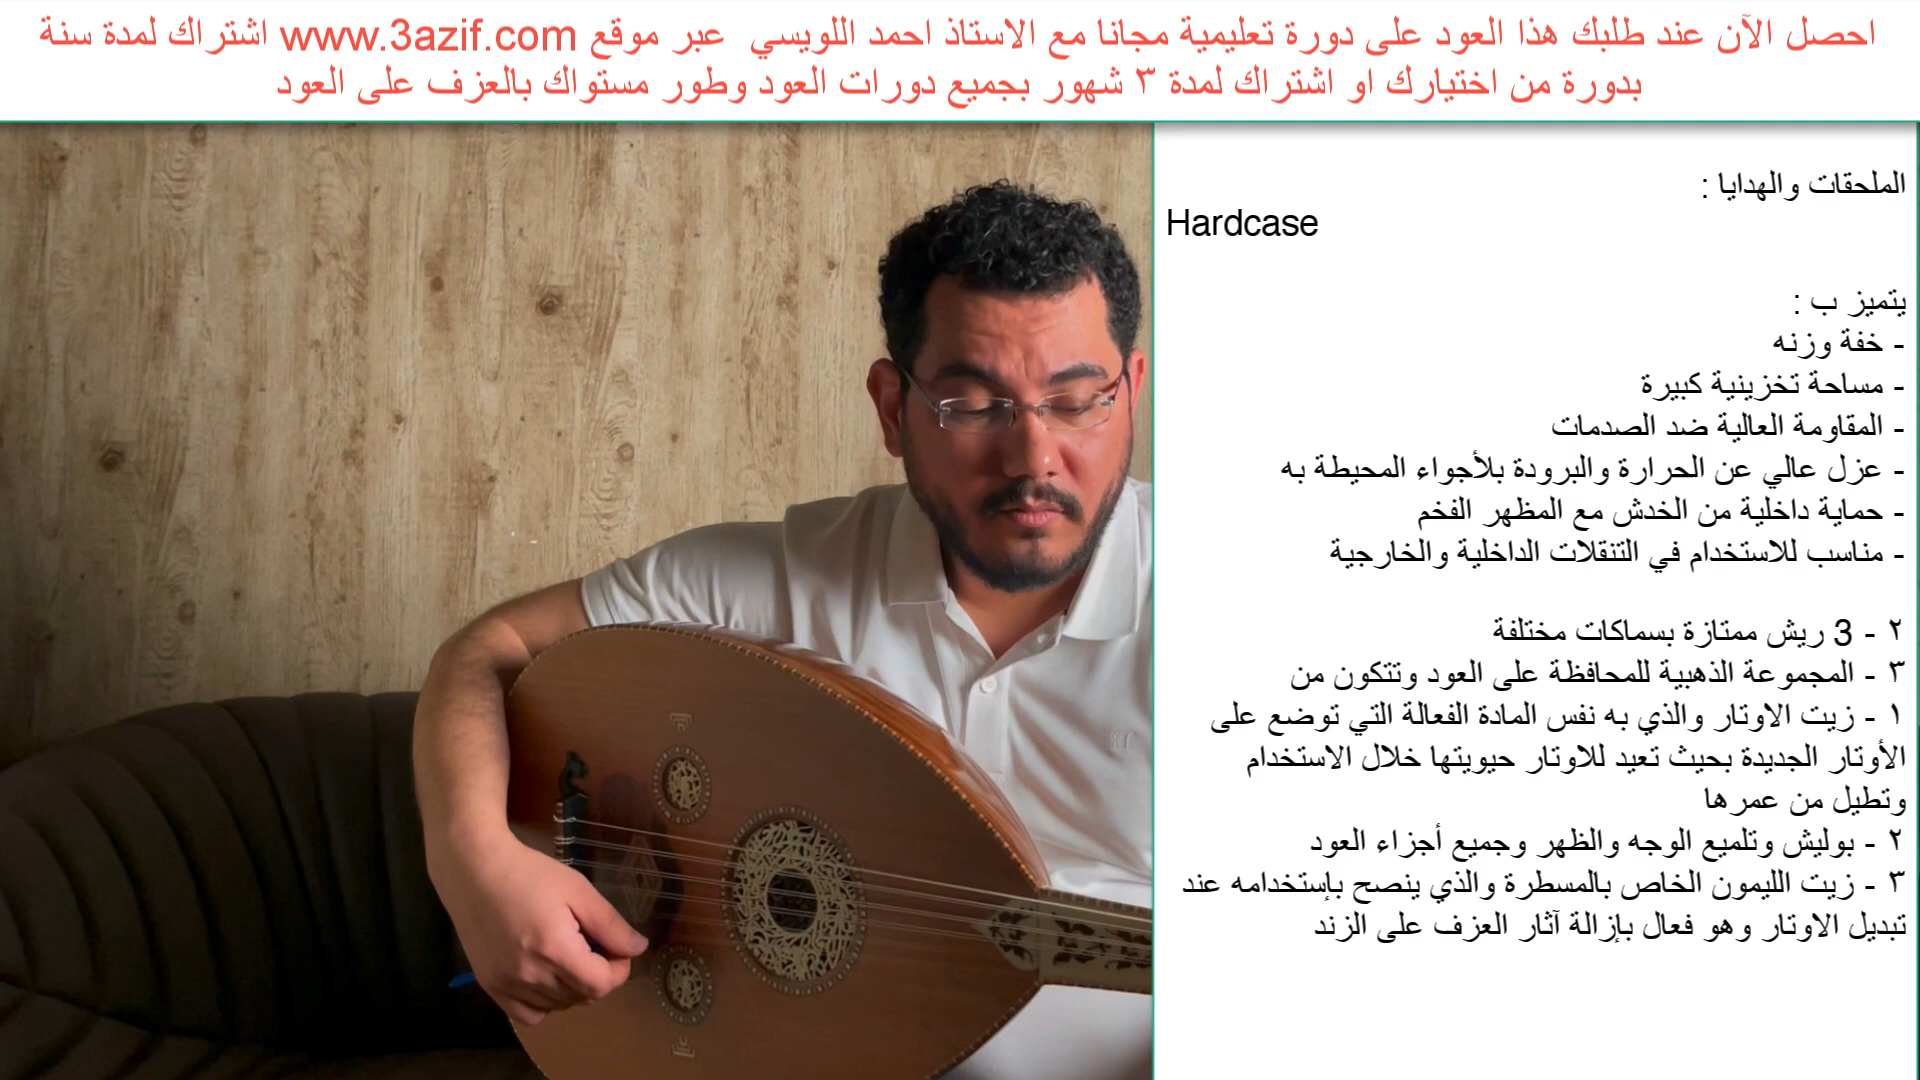 احصل الآن عند طلبك هذا العود على دورة تعليمية مجانا مع الاستاذ احمد اللويسي عبر موقع www.3azif.com اشتراك لمدة سنة
بدورة من اختيارك او اشتراك لمدة ٣ شهور بجميع دورات العود وطور مستواك بالعزف على العود
الملحقات والهدايا :
Hardcase
يتميز ب :
- خفة وزنه
- مساحة تخزينية كبيرة
- المقاومة العالية ضد الصدمات
- عزل عالي عن الحرارة والبرودة بلأجواء المحيطة به
- حماية داخلية من الخدش مع المظهر الفخم
- مناسب للاستخدام في التنقلات الداخلية والخارجية
٢ - 3 ريش ممتازة بسماكات مختلفة
٣ - المجموعة الذهبية للمحافظة على العود وتتكون من
١ - زيت الاوتار والذي به نفس المادة الفعالة التي توضع على
الأوتار الجديدة بحيث تعيد للاوتار حيويتها خلال الاستخدام
وتطيل من عمرها
٢ - بوليش وتلميع الوجه والظهر وجميع أجزاء العود
٣ - زيت الليمون الخاص بالمسطرة والذي ينصح بإستخدامه عند
تبديل الاوتار وهو فعال بإزالة آثار العزف على الزند